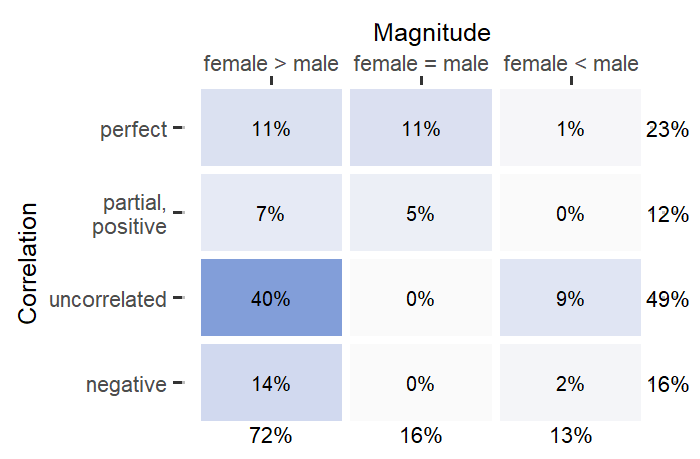 Magnitude
female > male female = male female < male
perfect 11% 11% 1% 23%
partial,
positive 7% 5% 0% 12%
uncorrelated 40% 0% 9% 49%
negative 14% 0% 2% 16%
72% 16% 13%
Correlation